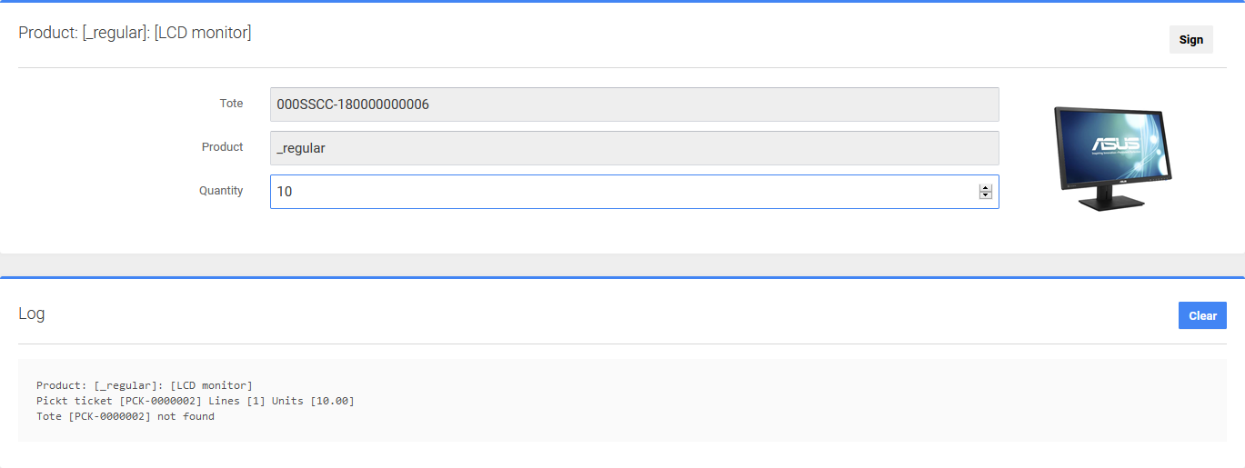 Product: [_regular]: [LCD monitor]
Sign
Tote
000SSCC-180000000006
Product
_regular
Quantity
10
ASUS
Log
Clear
Product: [_regular]: [LCD monitor]
Pickt ticket [PCK-0000002] Lines [1] Units [10.00]
Tote [PCK-0000002] not found